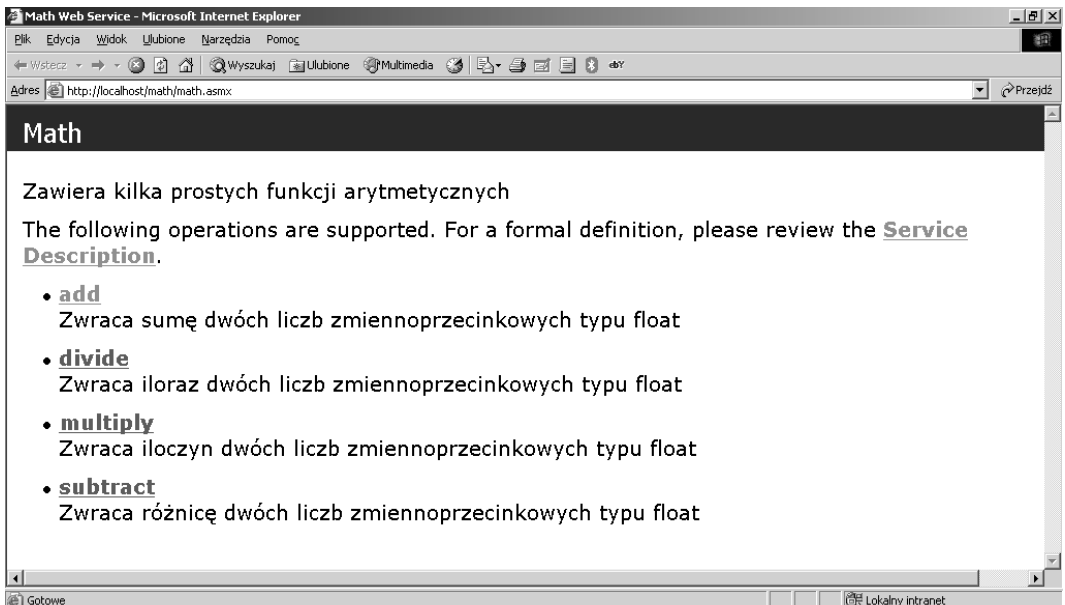 Math Web Service - Microsoft Internet Explorer
Plik Edycja Widok Ulubione Narzędzia Pomoc
Wstecz Wyszukaj Ulubione Multimedia
Adres http://localhost/math/math.asmx Przejdź
Math
Zawiera kilka prostych funkcji arytmetycznych
The following operations are supported. For a formal definition, please review the Service
Description.
• add
Zwraca sumę dwóch liczb zmiennoprzecinkowych typu float
• divide
Zwraca iloraz dwóch liczb zmiennoprzecinkowych typu float
• multiply
Zwraca iloczyn dwóch liczb zmiennoprzecinkowych typu float
• subtract
Zwraca różnicę dwóch liczb zmiennoprzecinkowych typu float
Gotowe Lokalny intranet